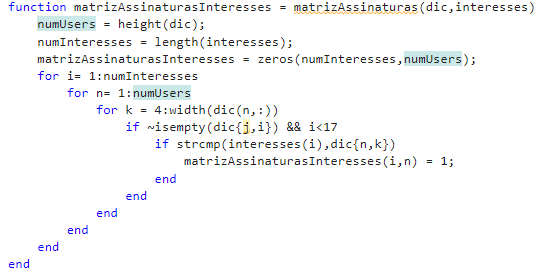 function matrizAssinaturasInteresses = matrizAssinaturas(dic,interesses)
numUsers = height(dic);
numInteresses = length(interesses);
matrizAssinaturasInteresses = zeros(numInteresses,numUsers);
for i= 1:numInteresses
for n= 1:numUsers
for k = 4:width(dic(n,:))
if ~isempty(dic{j,i}) && i<17
if strcmp(interesses(i),dic{n,k})
matrizAssinaturasInteresses(i,n) = 1;
end
end
end
end
end
end